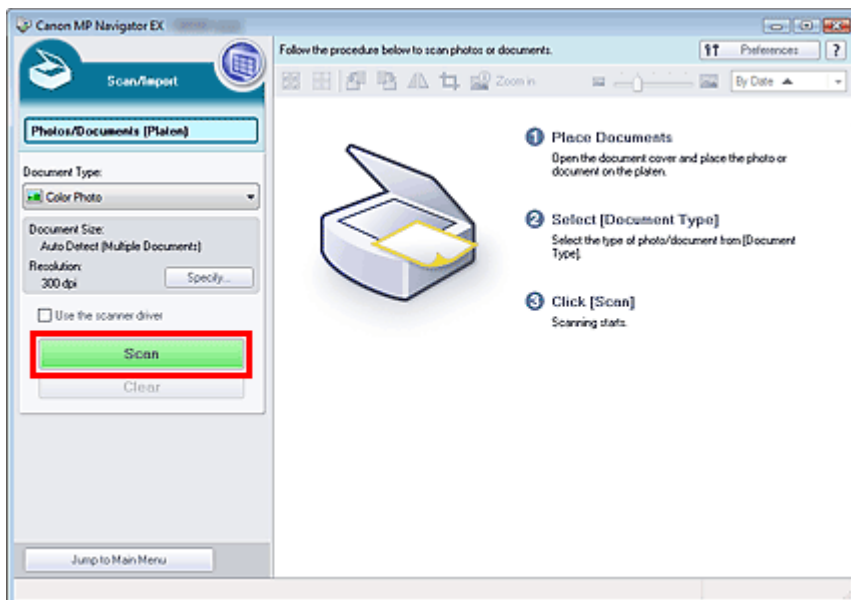 Canon MP Navigator EX
Scan/Import
Photos/Documents (Platen)
Document Type:
Color Photo
Document Size:
Auto Detect (Multiple Documents)
Resolution:
300 dpi
Specify...
Use the scanner driver
Scan
Clear
Jump to Main Menu
Follow the procedure below to scan photos or documents.
Preferences
?
Zoom in
By Date
1 Place Documents
Open the document cover and place the photo or
document on the platen.
2 Select [Document Type]
Select the type of photo/document from [Document
Type].
3 Click [Scan]
Scanning starts.